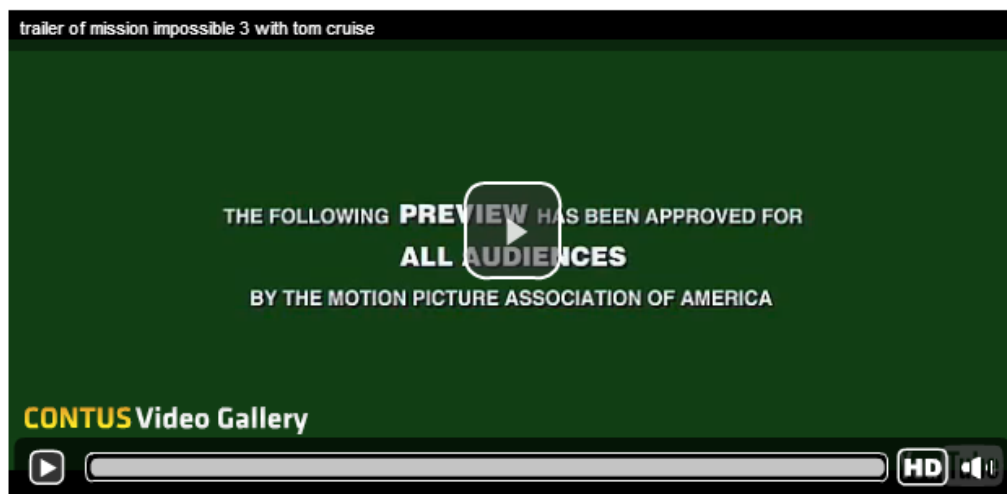 trailer of mission impossible 3 with tom cruise
THE FOLLOWING PREVIEW HAS BEEN APPROVED FOR
ALL AUDIENCES
BY THE MOTION PICTURE ASSOCIATION OF AMERICA
CONTUS Video Gallery
HD